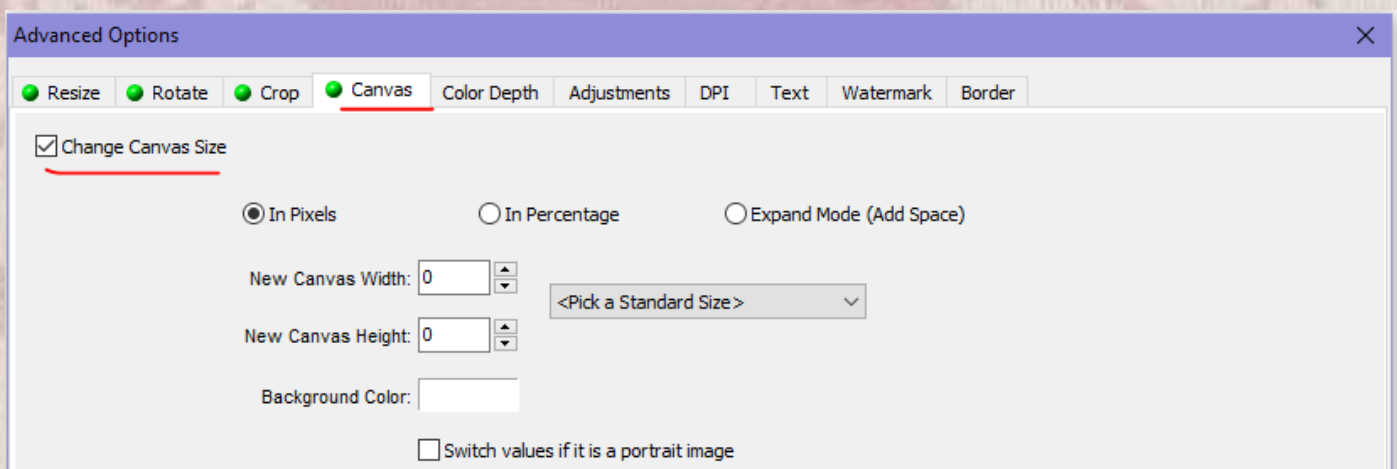 Advanced Options
Resize Rotate Crop Canvas Color Depth Adjustments DPI Text Watermark Border
Change Canvas Size
In Pixels In Percentage Expand Mode (Add Space)
New Canvas Width: 0
<Pick a Standard Size>
New Canvas Height: 0
Background Color:
Switch values if it is a portrait image